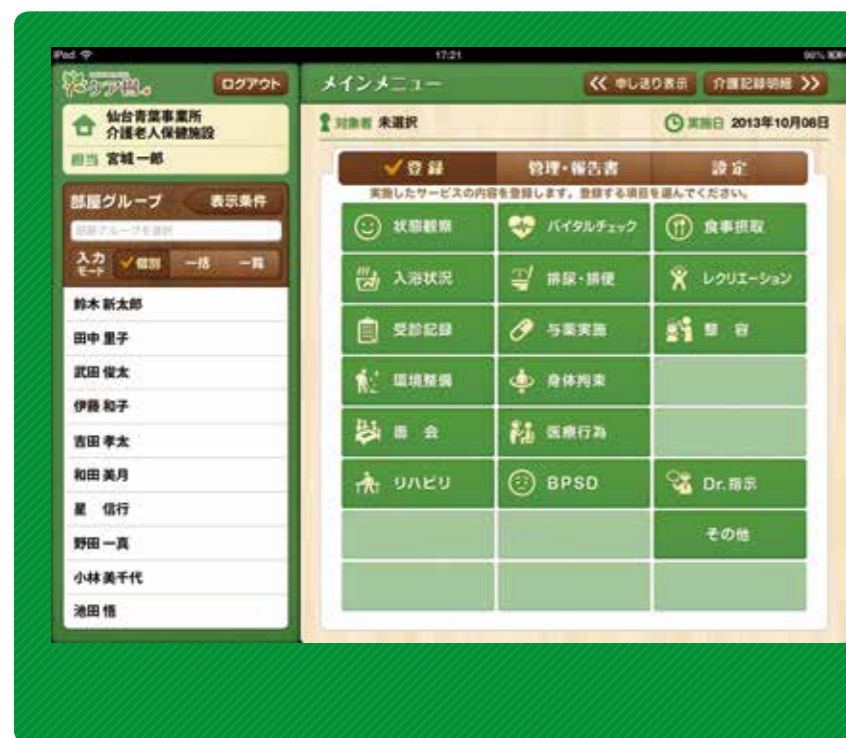 iPod
17:21
90%
ケア樹。
ログアウト
メインメニュー
申し送り表示
介護記録明細
仙台青葉事業所
介護老人保健施設
担当 宮城 一郎
対象者 未選択
実施日 2013年10月08日
登録
管理・報告書
設定
実施したサービスの内容を登録します。登録する項目を選んでください。
部屋グループ
表示条件
部屋グループを選択
入力
モード
個別
一括
一覧
鈴木 新太郎
田中 里子
武田 俊太
伊藤 和子
吉田 孝太
和田 美月
星 信行
野田 一真
小林 美千代
池田 悟
状態観察
バイタルチェック
食事摂取
入浴状況
排尿・排便
レクリエーション
受診記録
与薬実施
整 容
環境整備
身体拘束
面 会
医療行為
リハビリ
BPSD
Dr.指示
その他